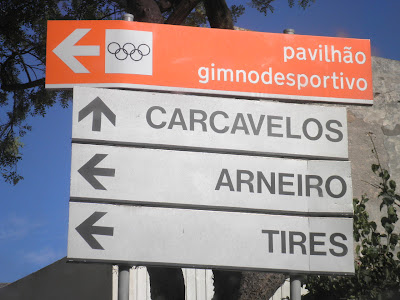 pavilhão
gimnodesportivo
CARCAVELOS
ARNEIRO
TIRES